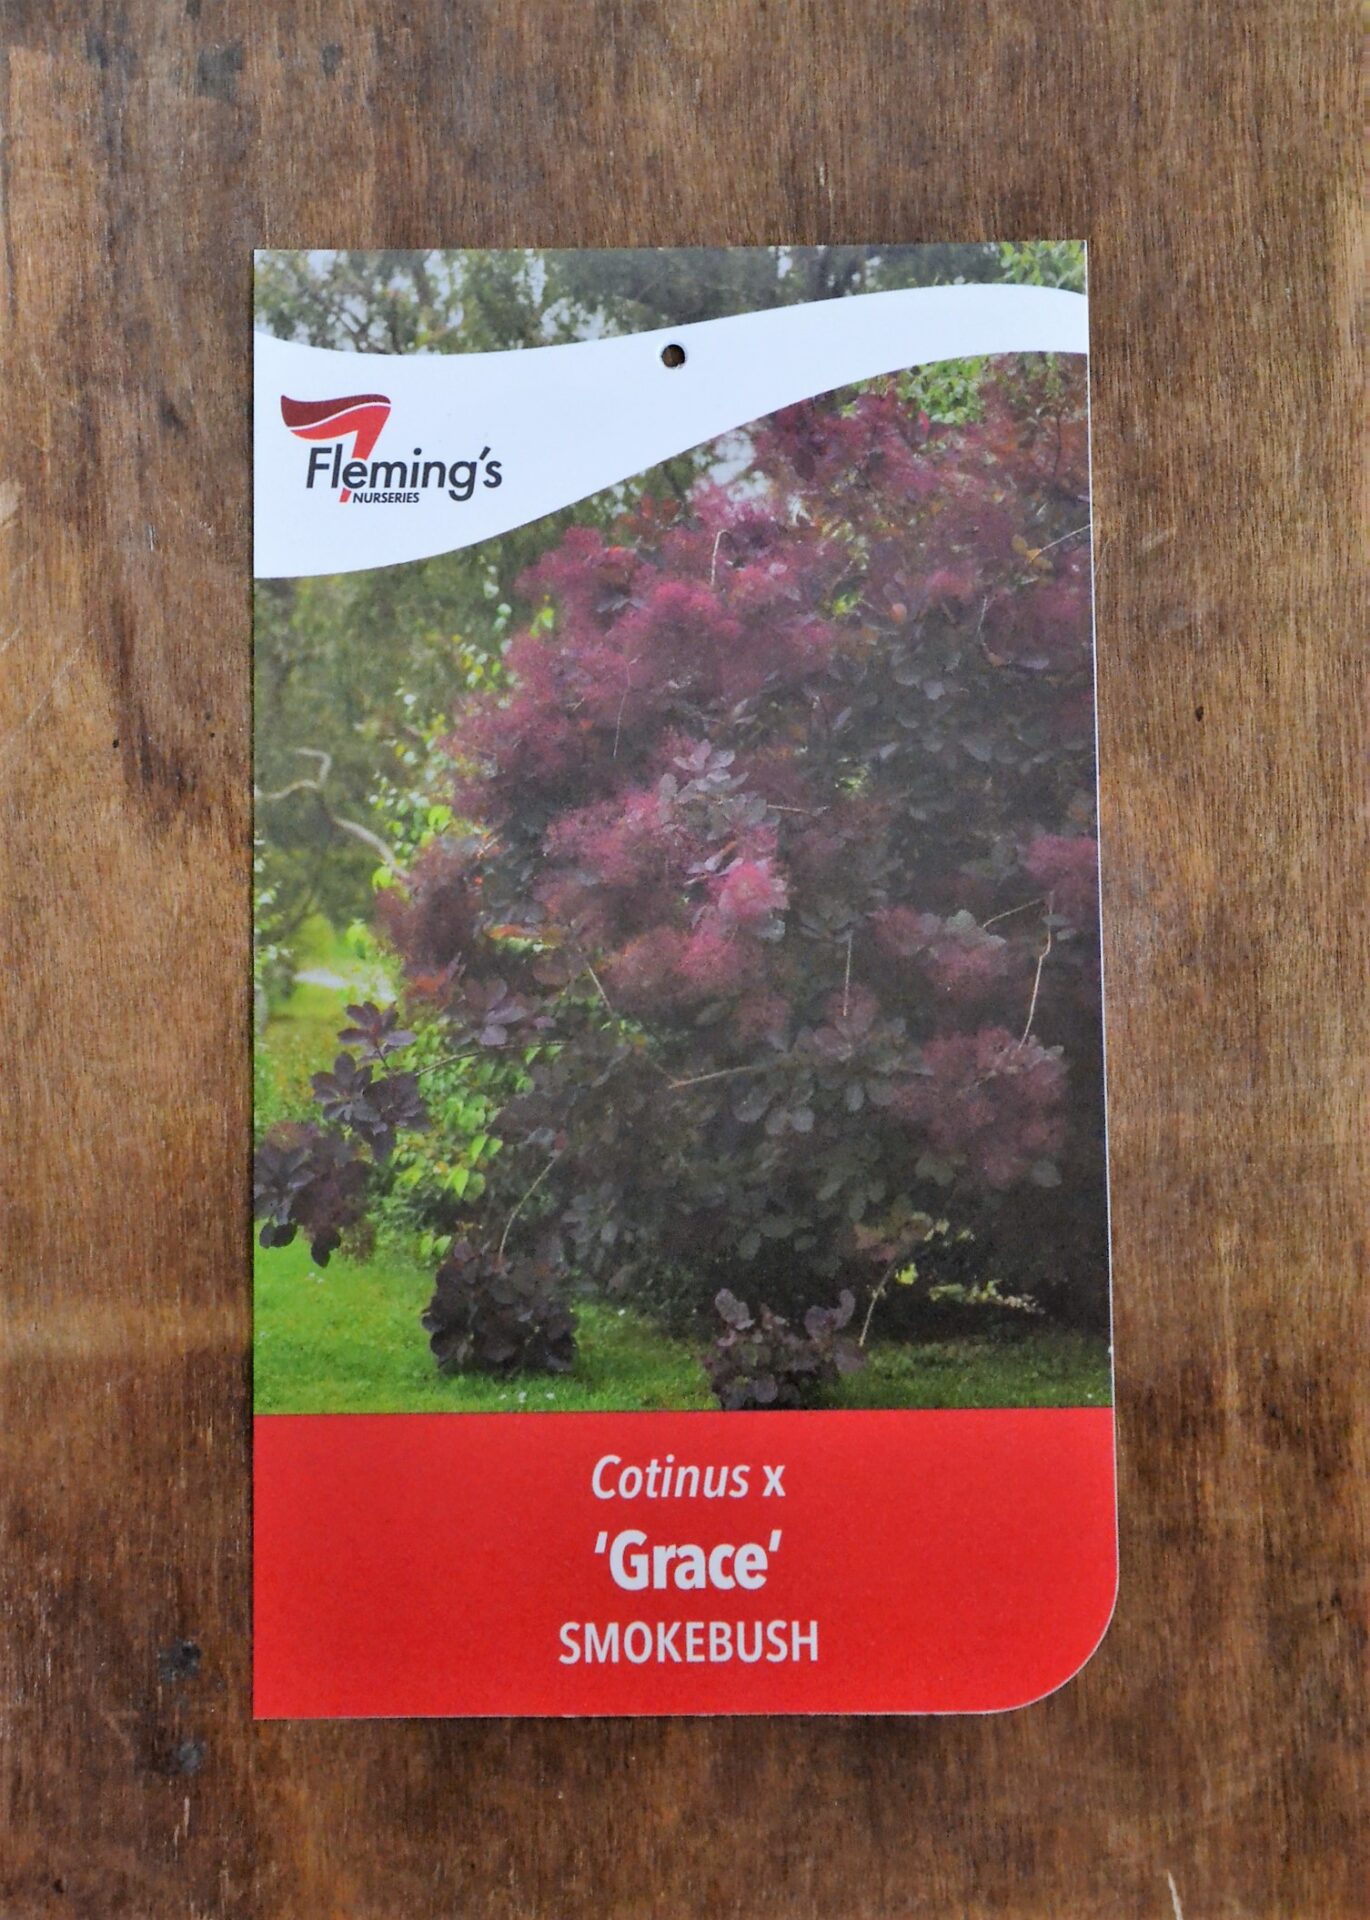 Fleming's
NURSERIES
Cotinus x
'Grace'
SMOKEBUSH